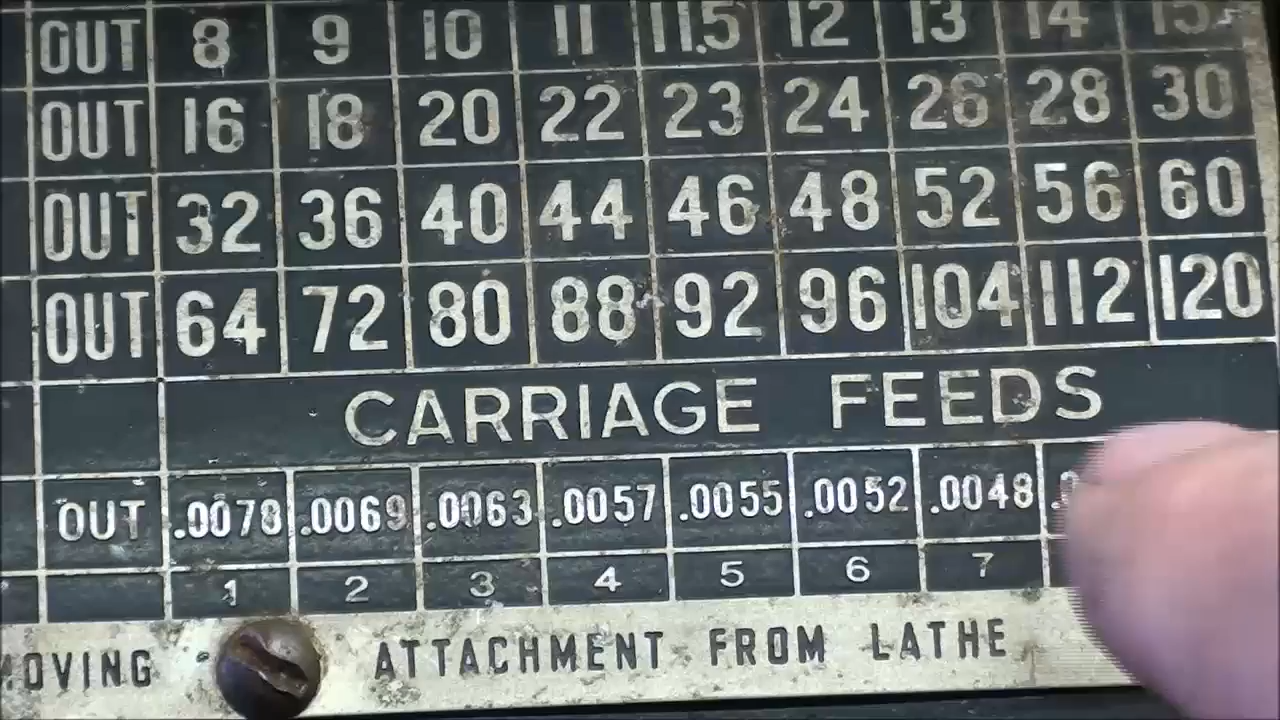 OUT 8 9 10 11 11.5 12 13 14 15
OUT 16 18 20 22 23 24 26 28 30
OUT 32 36 40 44 46 48 52 56 60
OUT 64 72 80 88 92 96 104 112 120
CARRIAGE FEEDS
OUT .0078 .0069 .0063 .0057 .0055 .0052 .0048
1 2 3 4 5 6 7
ATTACHMENT FROM LATHE